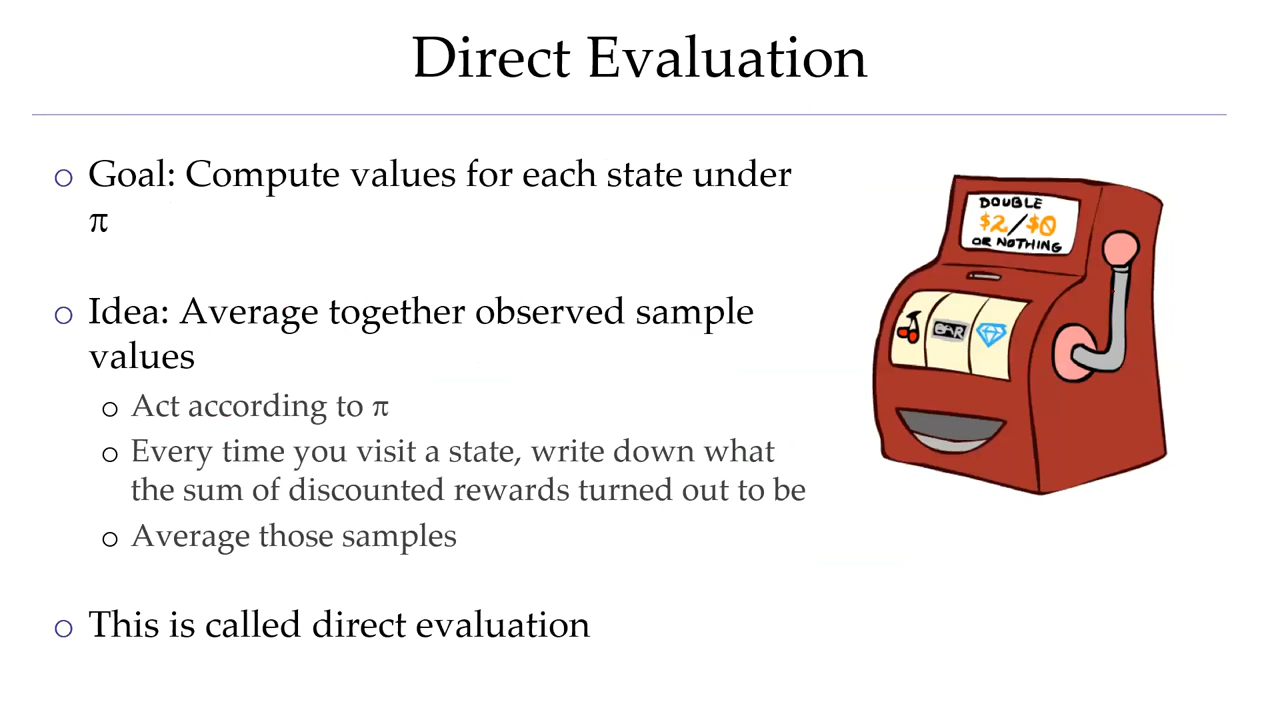 Direct Evaluation
Goal: Compute values for each state under
π
Idea: Average together observed sample
values
Act according to π
Every time you visit a state, write down what
the sum of discounted rewards turned out to be
Average those samples
This is called direct evaluation
DOUBLE
$2/$0
OR NOTHING
BAR